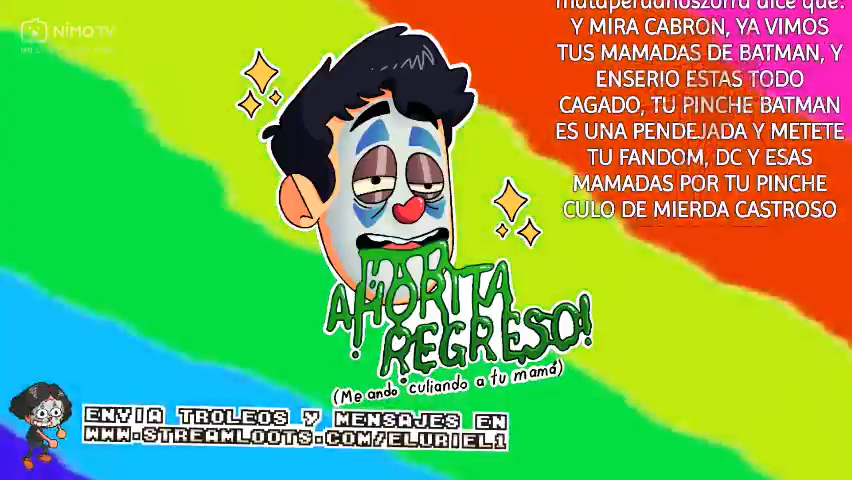 NIMO TV
mataperuanoszorra dice que:
Y MIRA CABRON, YA VIMOS
TUS MAMADAS DE BATMAN, Y
ENSERIO ESTAS TODO
CAGADO, TU PINCHE BATMAN
ES UNA PENDEJADA Y METETE
TU FANDOM, DC Y ESAS
MAMADAS POR TU PINCHE
CULO DE MIERDA CASTROSO
¡AHORITA
REGRESO!
(Me ando culiando a tu mamá)
ENVIA TROLEOS Y MENSAJES EN
WWW.STREAMLOOTS.COM/ELURIEL1